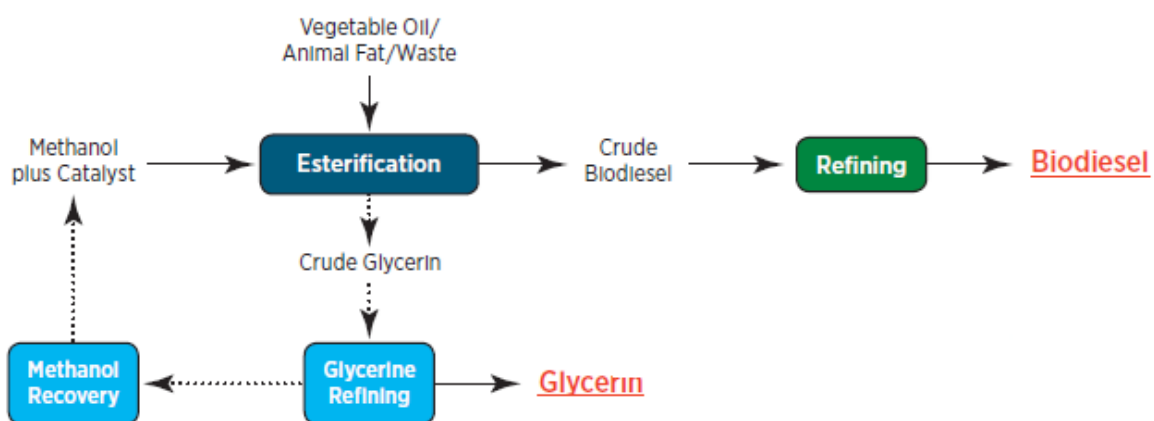 Vegetable Oil/
Animal Fat/Waste
Methanol
plus Catalyst
Esterification
Crude
Biodiesel
Refining
Biodiesel
Crude Glycerin
Methanol
Recovery
Glycerine
Refining
Glycerin